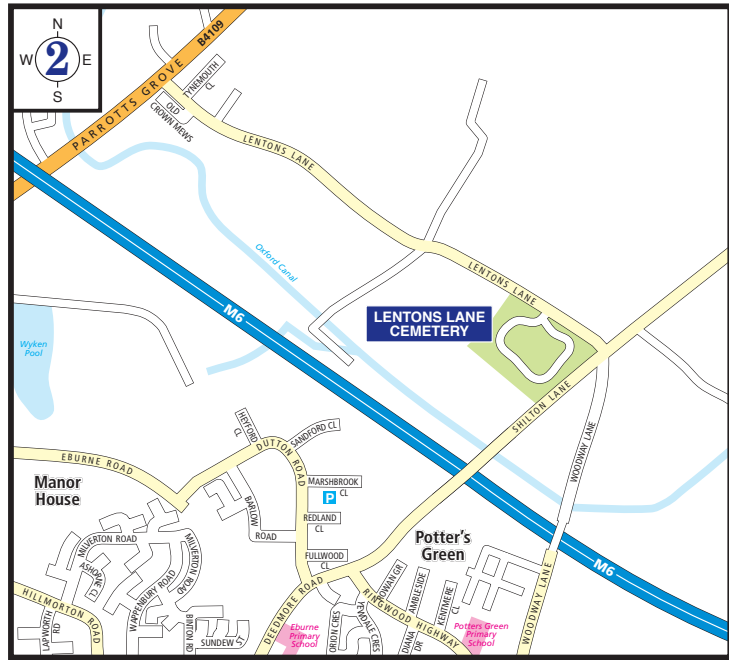 N
W 2 E
S
PARROTTS GROVE
B4109
TYNEMOUTH
CL
OLD
CROWN MEWS
LENTONS LANE
Oxford Canal
M6
LENTONS LANE
LENTONS LANE
CEMETERY
Wyken
Pool
SHILTON LANE
WOODWAY LANE
HEYFORD
CL
SANDFORD CL
DUTTON ROAD
EBURNE ROAD
MARSHBROOK
CL
P
Manor
House
BARLOW
ROAD
REDLAND
CL
FULLWOOD
CL
Potter's
Green
M6
MILVERTON ROAD
MILVERTON ROAD
ASHORNE CL
WAPPENBURY ROAD
HILLMORTON ROAD
LAPWORTH
RD
BINTON RD
SUNDEW ST
DEEDMORE ROAD
Eburne
Primary
School
ORION CRES
PENDALE CRES
ROWAN GR
AMBLESIDE
KENTMERE
CL
RINGWOOD HIGHWAY
DIANA
DR
Potters Green
Primary
School
WOODWAY LANE